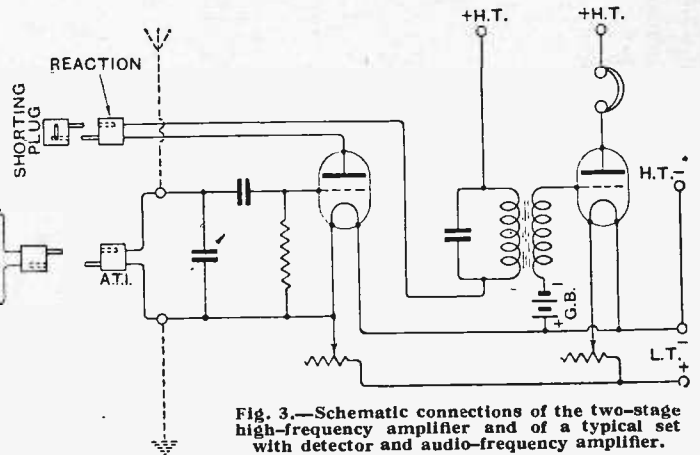 +H.T.
+H.T.
REACTION
SHORTING PLUG
H.T.-
A.T.I.
- G.B. +
L.T. - +
Fig. 3.—Schematic connections of the two-stage
high-frequency amplifier and of a typical set
with detector and audio-frequency amplifier.